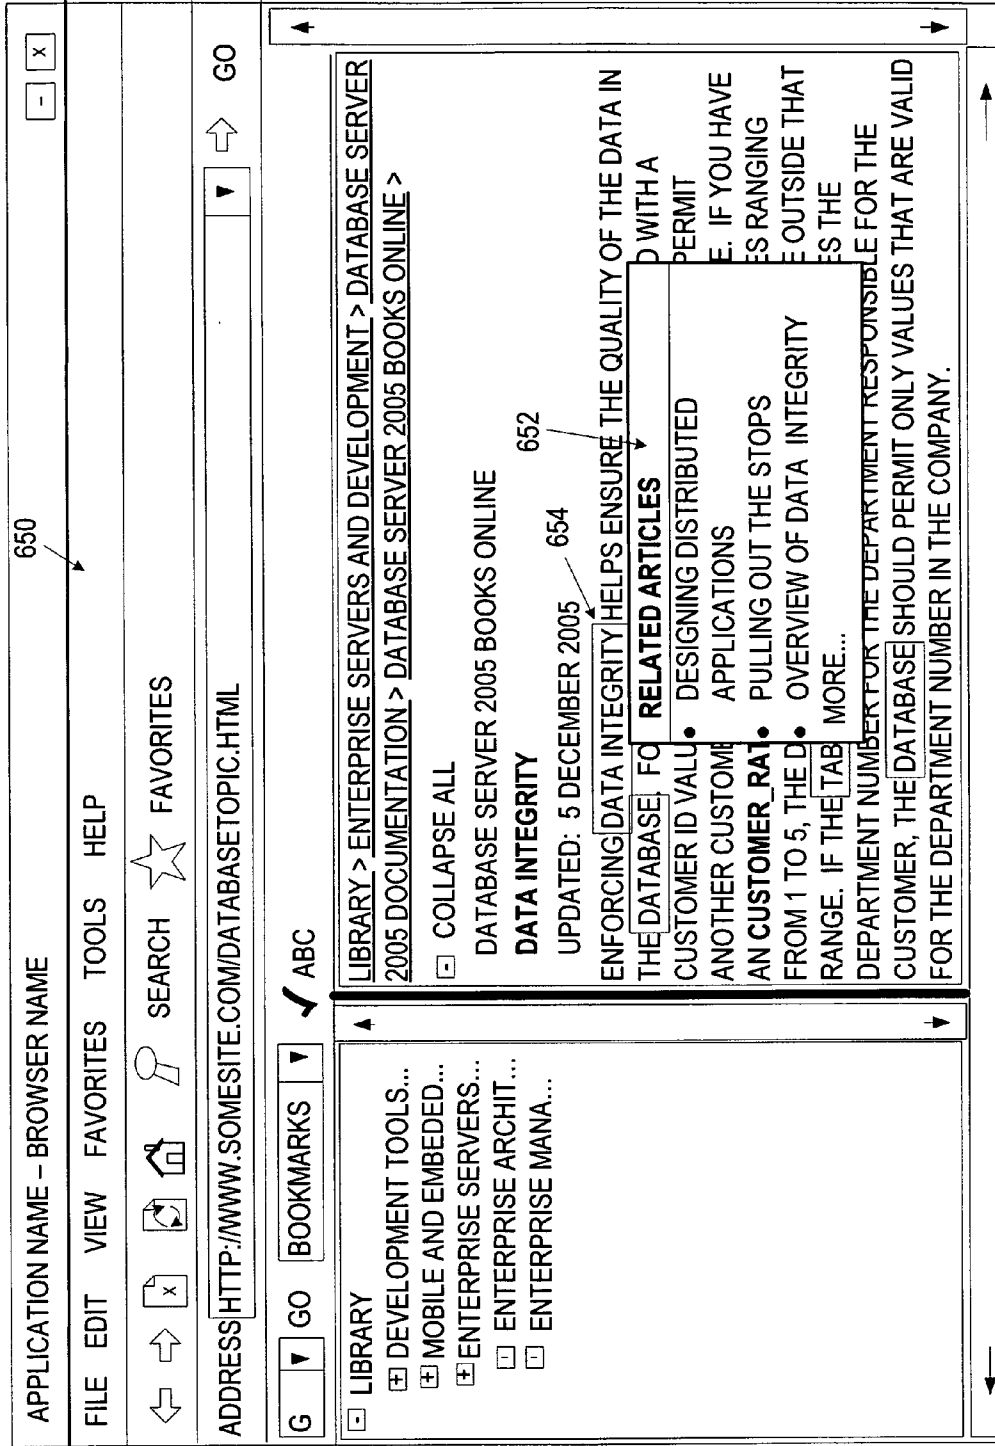 650
APPLICATION NAME – BROWSER NAME - X
FILE EDIT VIEW FAVORITES TOOLS HELP
X SEARCH FAVORITES
ADDRESS HTTP://WWW.SOMESITE.COM/DATABASETOPIC.HTML GO
G GO BOOKMARKS ABC
LIBRARY
DEVELOPMENT TOOLS...
MOBILE AND EMBEDED...
ENTERPRISE SERVERS...
ENTERPRISE ARCHIT...
ENTERPRISE MANA...
LIBRARY > ENTERPRISE SERVERS AND DEVELOPMENT > DATABASE SERVER
2005 DOCUMENTATION > DATABASE SERVER 2005 BOOKS ONLINE >
COLLAPSE ALL
DATABASE SERVER 2005 BOOKS ONLINE
DATA INTEGRITY
UPDATED: 5 DECEMBER 2005
654
652
ENFORCING DATA INTEGRITY HELPS ENSURE THE QUALITY OF THE DATA IN
THE DATABASE. FO D WITH A
CUSTOMER ID VALU PERMIT
ANOTHER CUSTOME E. IF YOU HAVE
AN CUSTOMER_RAT ES RANGING
FROM 1 TO 5, THE D E OUTSIDE THAT
RANGE. IF THE TAB ES THE
DEPARTMENT NUMBER FOR THE DEPARTMENT RESPONSIBLE FOR THE
CUSTOMER, THE DATABASE SHOULD PERMIT ONLY VALUES THAT ARE VALID
FOR THE DEPARTMENT NUMBER IN THE COMPANY.
RELATED ARTICLES
• DESIGNING DISTRIBUTED
APPLICATIONS
• PULLING OUT THE STOPS
• OVERVIEW OF DATA INTEGRITY
MORE...